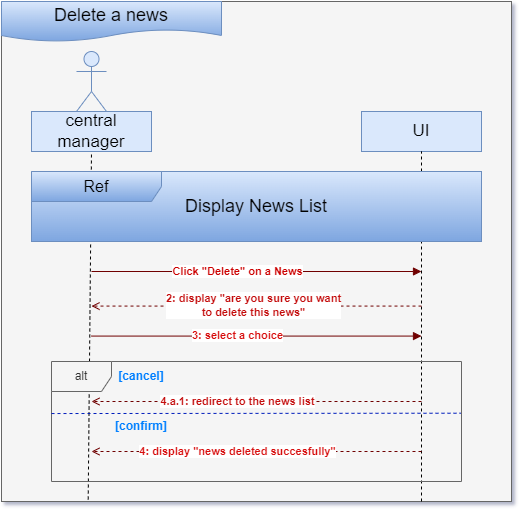 Delete a news
central
manager
UI
Ref
Display News List
Click "Delete" on a News
2: display "are you sure you want
to delete this news"
3: select a choice
alt
[cancel]
4.a.1: redirect to the news list
[confirm]
4: display "news deleted succesfully"